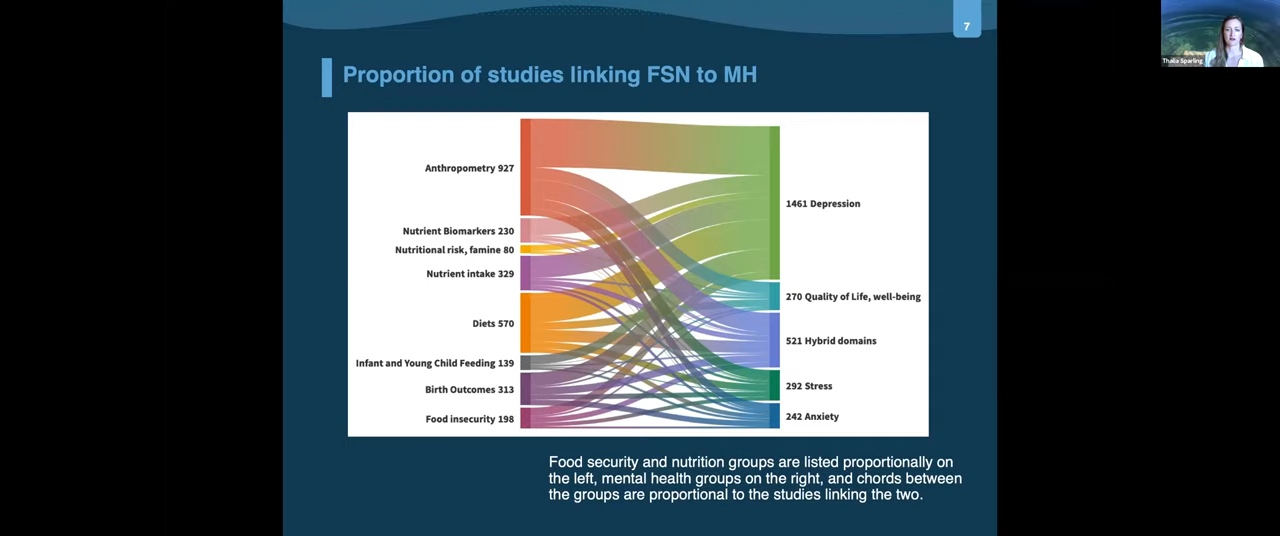 7
Thalia Sparling
Proportion of studies linking FSN to MH
Anthropometry 927
Nutrient Biomarkers 230
Nutritional risk, famine 80
Nutrient intake 329
Diets 570
Infant and Young Child Feeding 139
Birth Outcomes 313
Food insecurity 198
1461 Depression
270 Quality of Life, well-being
521 Hybrid domains
292 Stress
242 Anxiety
Food security and nutrition groups are listed proportionally on
the left, mental health groups on the right, and chords between
the groups are proportional to the studies linking the two.